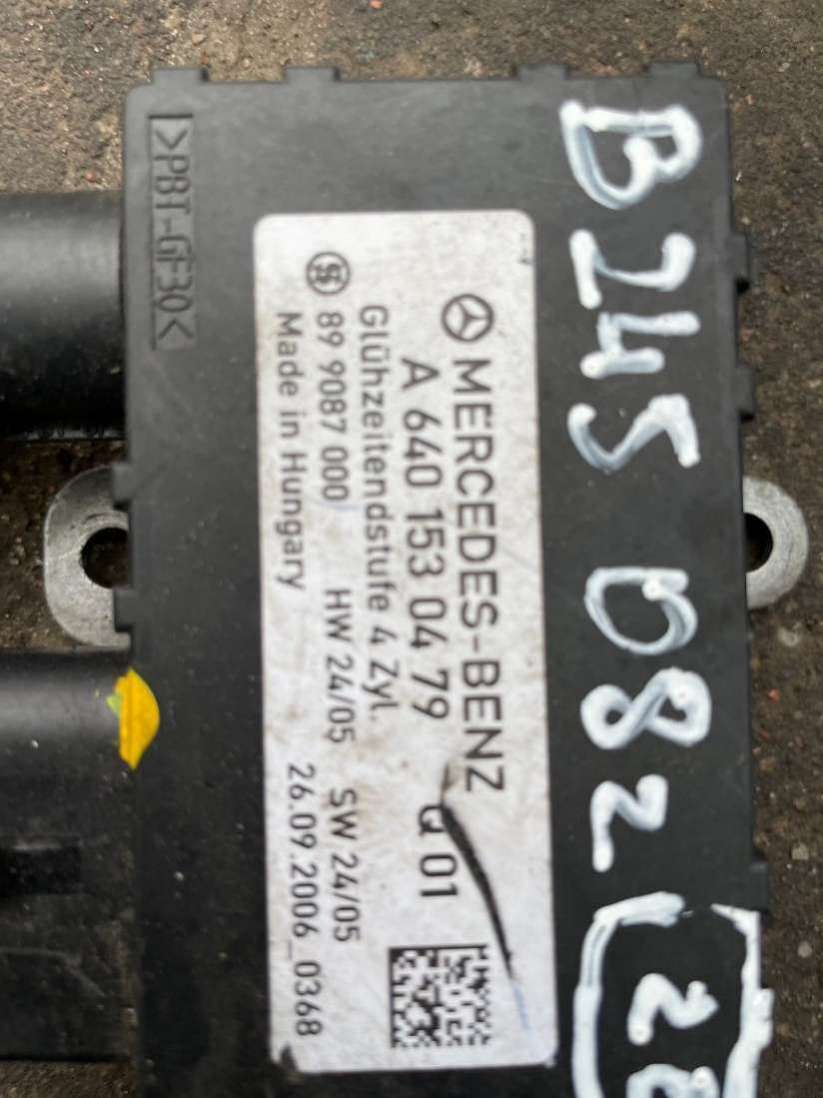 B245 082
MERCEDES-BENZ
A 640 153 04 79 Q 01
Glühzeitendstufe 4 Zyl.
89 9087 000 HW 24/05 SW 24/05
Made in Hungary 26.09.2006_0368
>PBT-GF30<